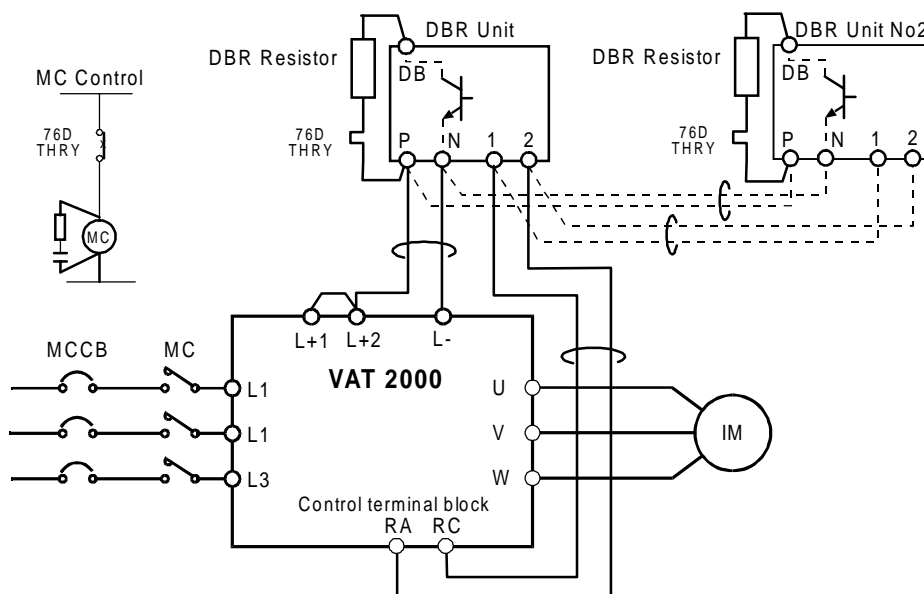 DBR Unit
DBR Unit No2
DBR Resistor
DBR Resistor
MC Control
DB
DB
76D
THRY
76D
THRY
76D
THRY
P N 1 2
P N 1 2
MC
L+1 L+2 L-
MCCB MC
VAT 2000
L1
U
L1
V
IM
L3
W
Control terminal block
RA RC